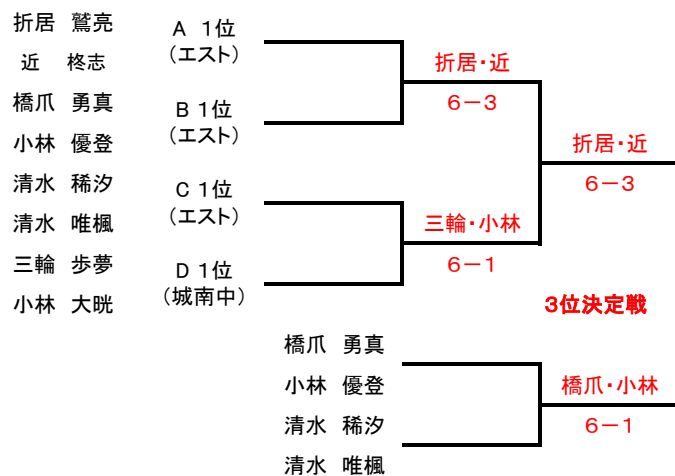 折居 鷲亮
近 柊志
A 1位
(エスト)
橋爪 勇真
小林 優登
B 1位
(エスト)
清水 稀汐
清水 唯楓
C 1位
(エスト)
三輪 歩夢
小林 大晄
D 1位
(城南中)
折居・近
6-3
三輪・小林
6-1
折居・近
6-3
3位決定戦
橋爪 勇真
小林 優登
清水 稀汐
清水 唯楓
橋爪・小林
6-1